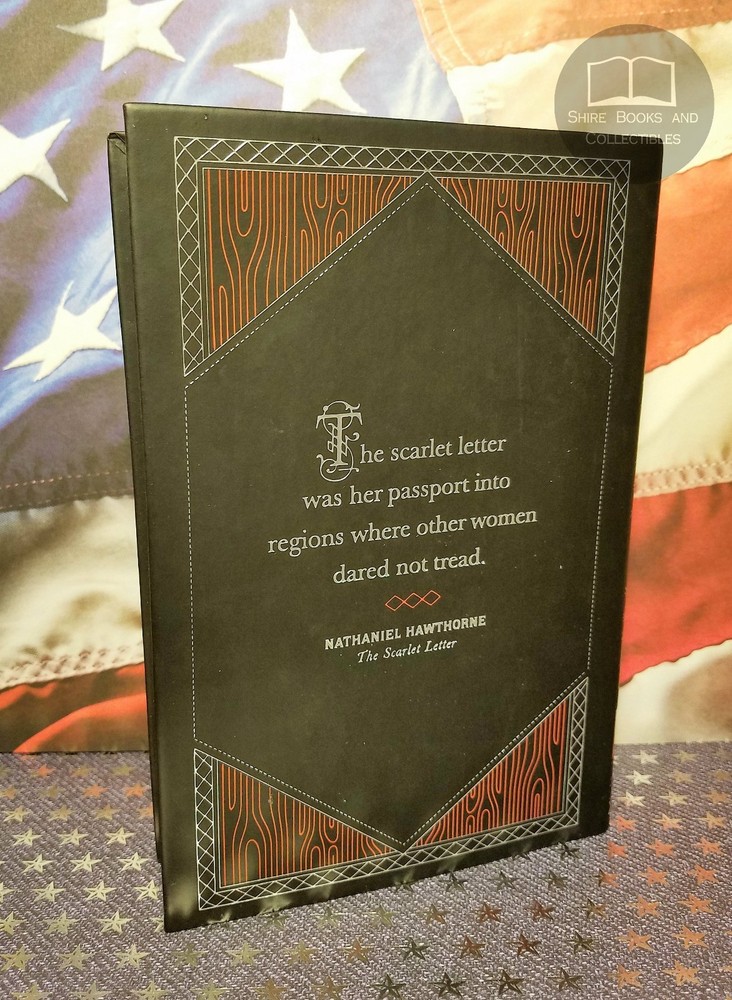 SHIRE BOOKS AND
COLLECTIBLES
The scarlet letter
was her passport into
regions where other women
dared not tread.
NATHANIEL HAWTHORNE
The Scarlet Letter